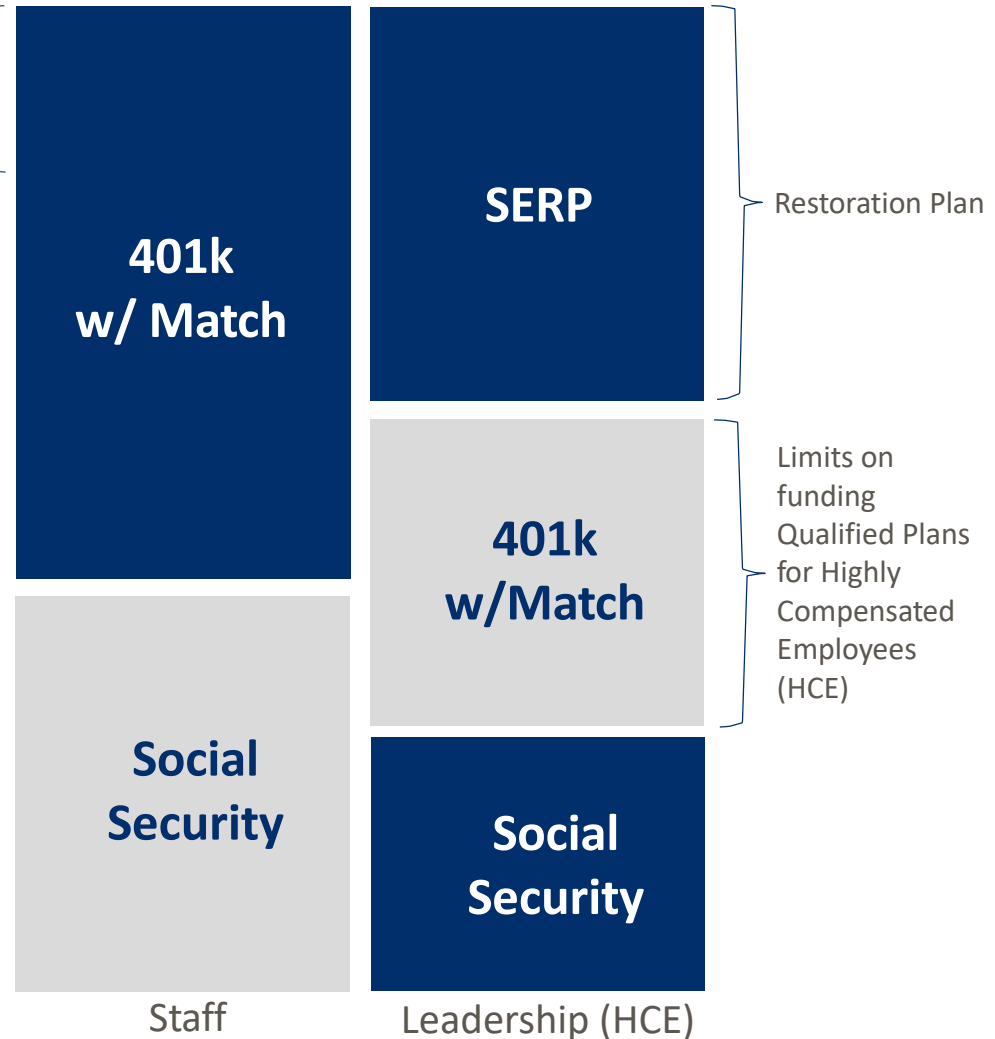 401k
w/ Match
Social
Security
Staff
SERP
401k
w/Match
Social
Security
Leadership (HCE)
Restoration Plan
Limits on
funding
Qualified Plans
for Highly
Compensated
Employees
(HCE)